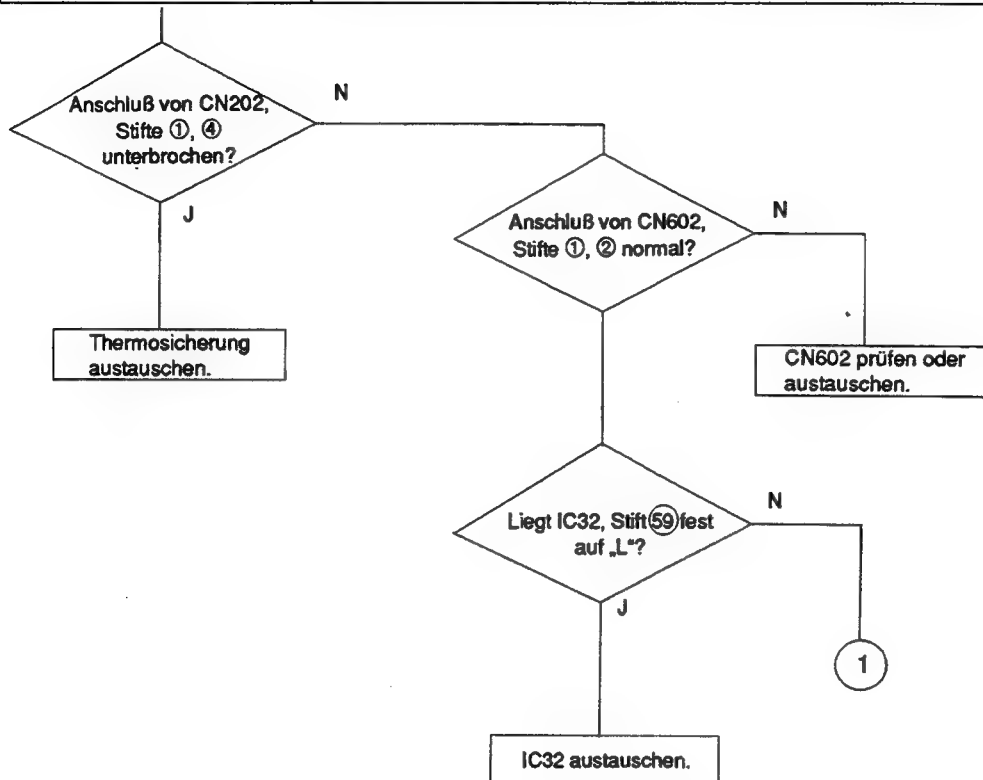 Anschluß von CN202,
Stifte ①, ④
unterbrochen?
N
J
Thermosicherung
austauschen.
Anschluß von CN602,
Stifte ①, ② normal?
N
CN602 prüfen oder
austauschen.
Liegt IC32, Stift 59 fest
auf „L“?
N
J
1
IC32 austauschen.